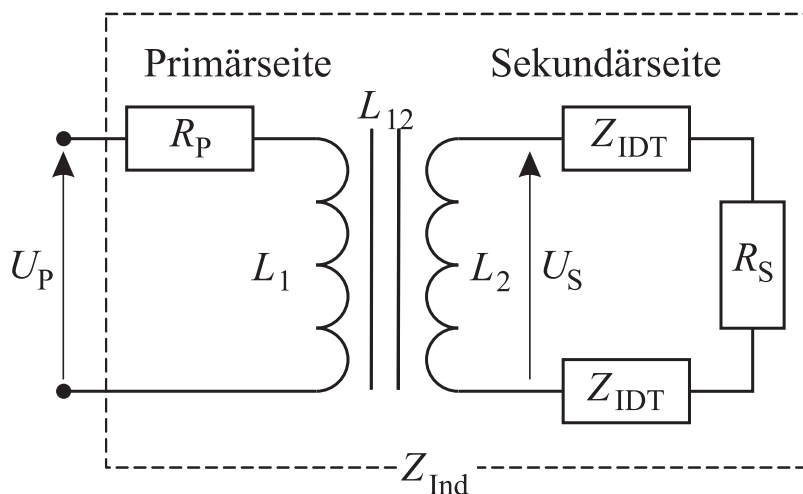 Primärseite
Sekundärseite
L12
RP
ZIDT
UP
L1
L2
US
RS
ZIDT
ZInd